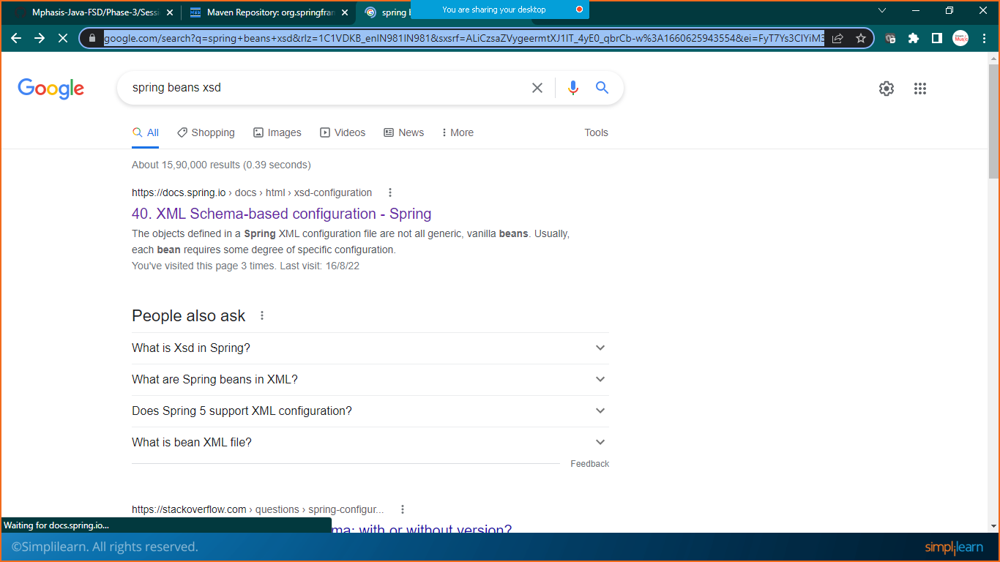 You are sharing your desktop
Mphasis-Java-FSD/Phase-3/Sessi
Maven Repository: org.springfran
spring b
google.com/search?q=spring+beans+xsd&rlz=1C1VDKB_enIN981IN981&sxsrf=ALiCzsaZVygeermtXJ1IT_4yE0_qbrCb-w%3A1660625943554&ei=FyT7Ys3CIYiM3
Google
spring beans xsd
All
Shopping
Images
Videos
News
More
Tools
About 15,90,000 results (0.39 seconds)
https://docs.spring.io › docs › html › xsd-configuration
40. XML Schema-based configuration - Spring
The objects defined in a Spring XML configuration file are not all generic, vanilla beans. Usually,
each bean requires some degree of specific configuration.
You've visited this page 3 times. Last visit: 16/8/22
People also ask
What is Xsd in Spring?
What are Spring beans in XML?
Does Spring 5 support XML configuration?
What is bean XML file?
Feedback
https://stackoverflow.com › questions › spring-configur...
ma: with or without version?
Waiting for docs.spring.io...
©Simplilearn. All rights reserved.
simplilearn